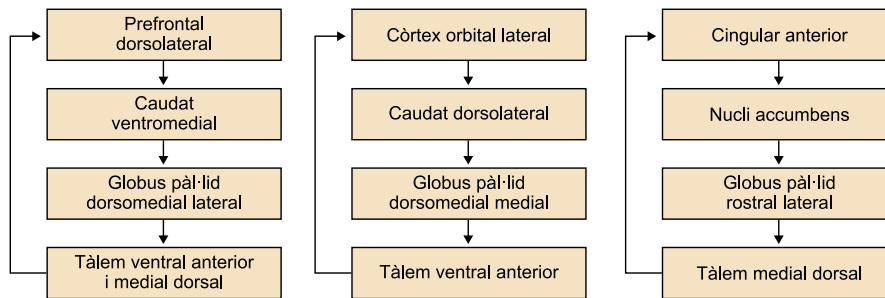 Prefrontal
dorsolateral
Caudat
ventromedial
Globus pàl·lid
dorsomedial lateral
Tàlem ventral anterior
i medial dorsal
Còrtex orbital lateral
Caudat dorsolateral
Globus pàl·lid
dorsomedial medial
Tàlem ventral anterior
Cingular anterior
Nucli accumbens
Globus pàl·lid
rostral lateral
Tàlem medial dorsal